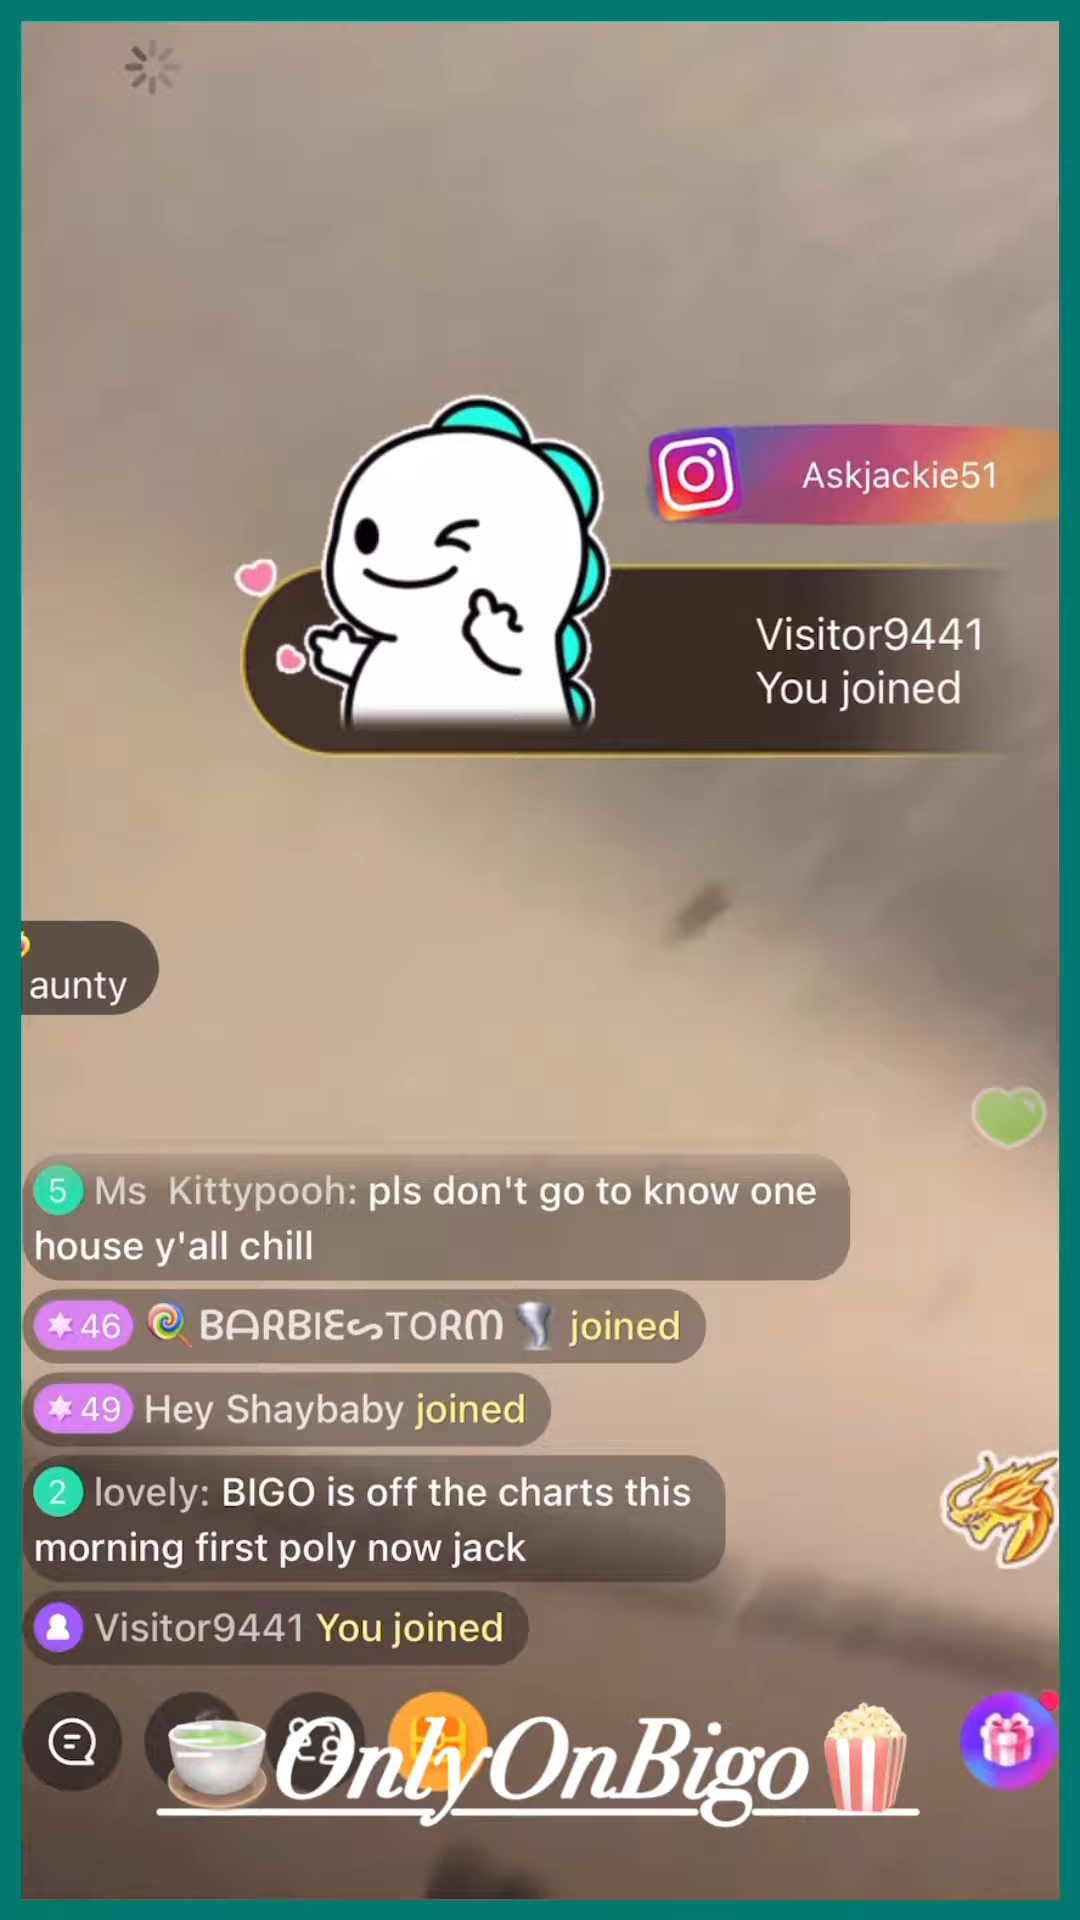 Askjackie51
Visitor9441
You joined
aunty
5 Ms Kittypooh: pls don't go to know one
house y'all chill
46 🍭 BARBIESTORM🌪️ joined
49 Hey Shaybaby joined
2 lovely: BIGO is off the charts this
morning first poly now jack
Visitor9441 You joined
🍵OnlyOnBigo🍿